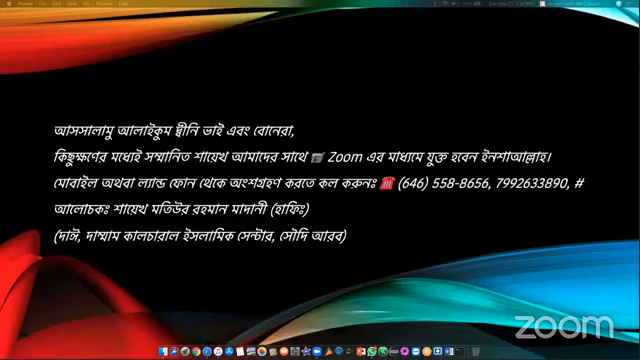 আসসালামু আলাইকুম দ্বীনি ভাই এবং বোনেরা,
কিছুক্ষণের মধ্যেই সম্মানিত শায়েখ আমাদের সাথে Zoom এর মাধ্যমে যুক্ত হবেন ইনশাআল্লাহ।
মোবাইল অথবা ল্যান্ড ফোন থেকে অংশগ্রহণ করতে কল করুনঃ (646) 558-8656, 7992633890, #
আলোচকঃ শায়েখ মতিউর রহমান মাদানী (হাফিঃ)
(দাঈ, দাম্মাম কালচারাল ইসলামিক সেন্টার, সৌদি আরব)
zoom